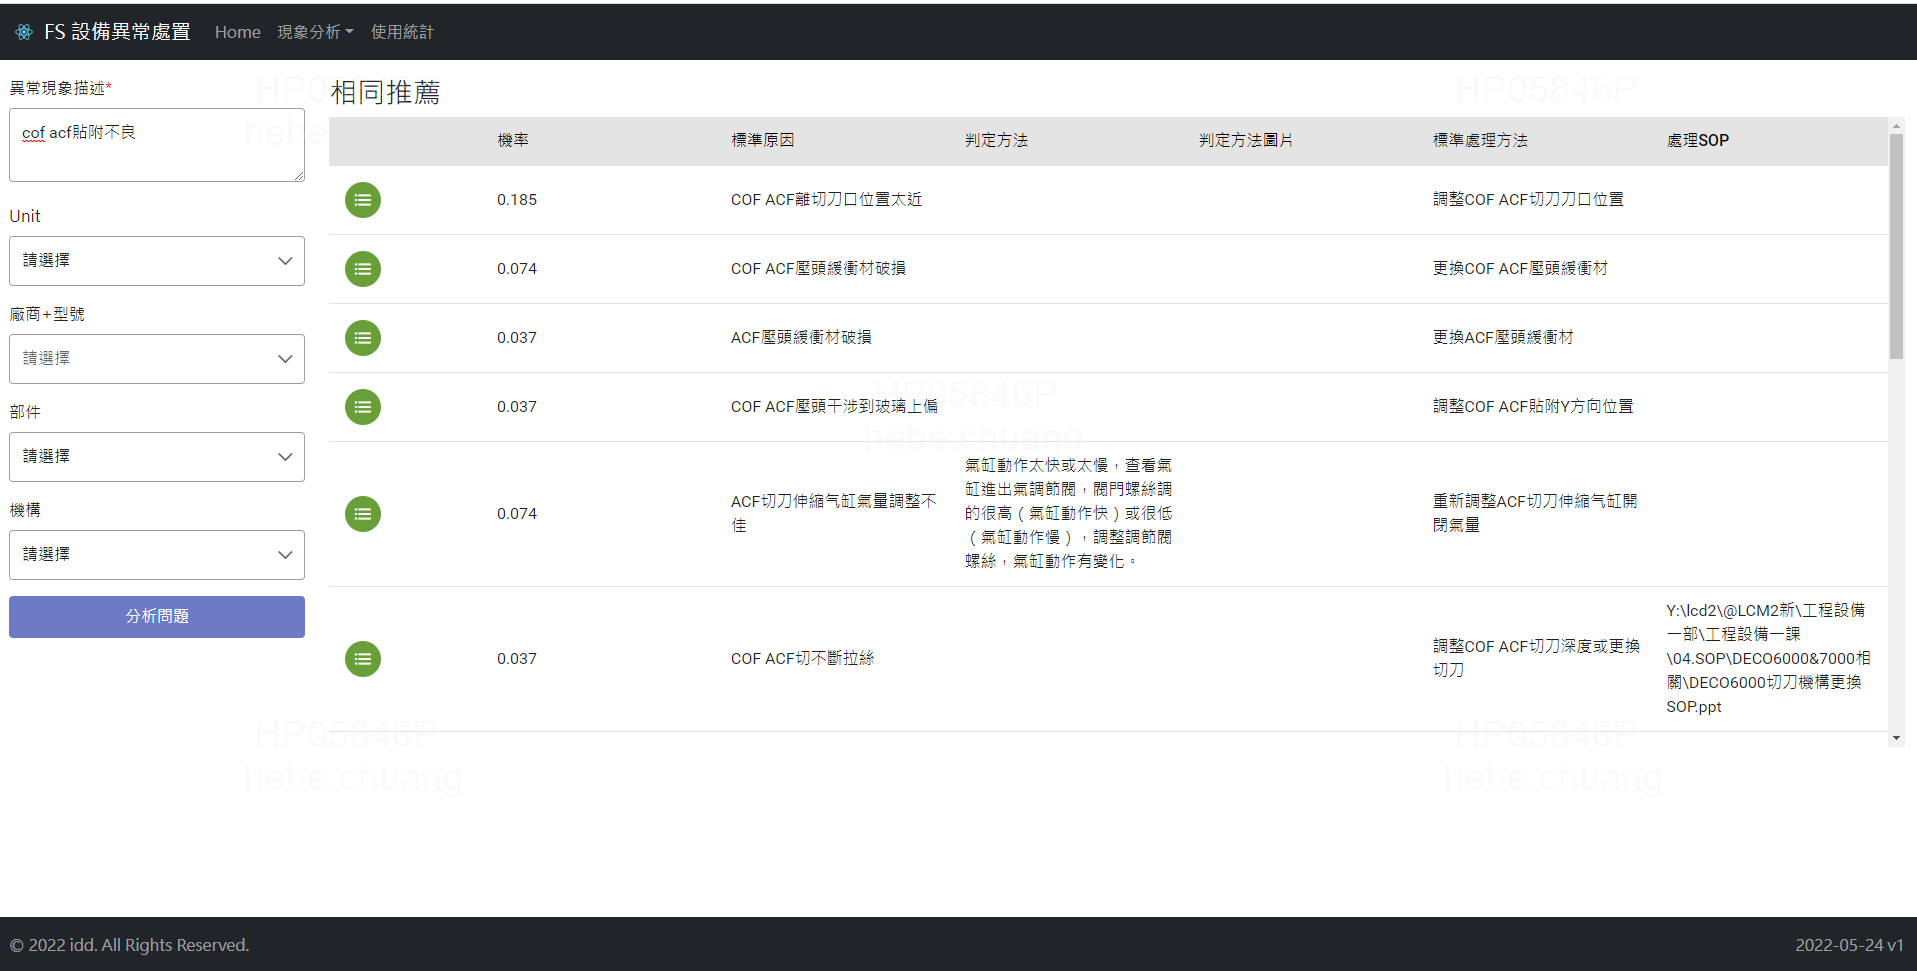 FS 設備異常處置 Home 現象分析 使用統計
異常現象描述*
cof acf貼附不良
Unit
請選擇
廠商+型號
請選擇
部件
請選擇
機構
請選擇
分析問題
相同推薦
機率 標準原因 判定方法 判定方法圖片 標準處理方法 處理SOP
0.185 COF ACF離切刀刀口位置太近 調整COF ACF切刀刀口位置
0.074 COF ACF壓頭緩衝材破損 更換COF ACF壓頭緩衝材
0.037 ACF壓頭緩衝材破損 更換ACF壓頭緩衝材
0.037 COF ACF壓頭干涉到玻璃上偏 調整COF ACF貼附Y方向位置
0.074
ACF切刀伸縮气缸氣量調整不
佳
氣缸動作太快或太慢，查看氣
缸進出氣調節閥，閥門螺絲調
的很高（氣缸動作快）或很低
（氣缸動作慢），調整調節閥
螺絲，氣缸動作有變化。
重新調整ACF切刀伸縮气缸開
閉氣量
0.037 COF ACF切不斷拉絲
調整COF ACF切刀深度或更換
切刀
Y:\lcd2\@LCM2新\工程設備
一部\工程設備一課
\04.SOP\DECO6000&7000相
關\DECO6000切刀機構更換
SOP.ppt
HP05846P
hebe.chuang
HP05846P
HP05846P
hebe.chuang
HP05846P
hebe.chuang
HP05846P
hebe.chuang
© 2022 idd. All Rights Reserved. 2022-05-24 v1